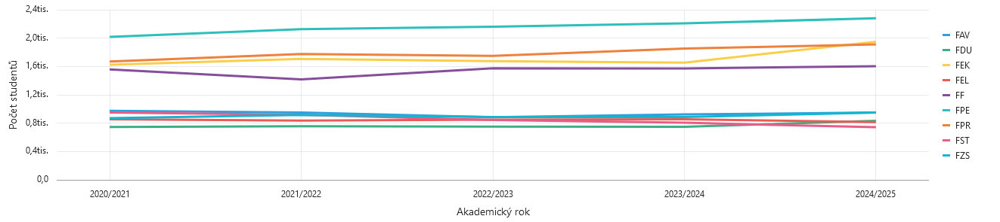 2,4tis.
2,0tis.
1,6tis.
1,2tis.
0,8tis.
0,4tis.
0,0
Počet studentů
2020/2021
2021/2022
2022/2023
2023/2024
2024/2025
Akademický rok
FAV
FDU
FEK
FEL
FF
FPE
FPR
FST
FZS